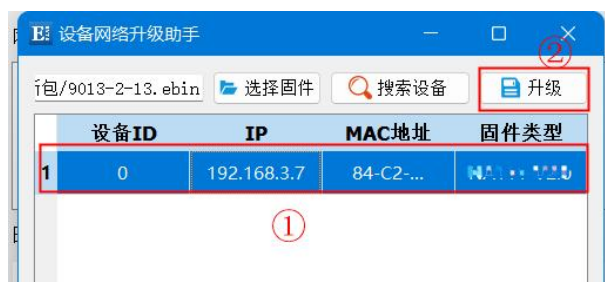 设备网络升级助手
②
行包/9013-2-13.ebin 选择固件 搜索设备 升级
设备ID IP MAC地址 固件类型
1 0 192.168.3.7 84-C2-...
①